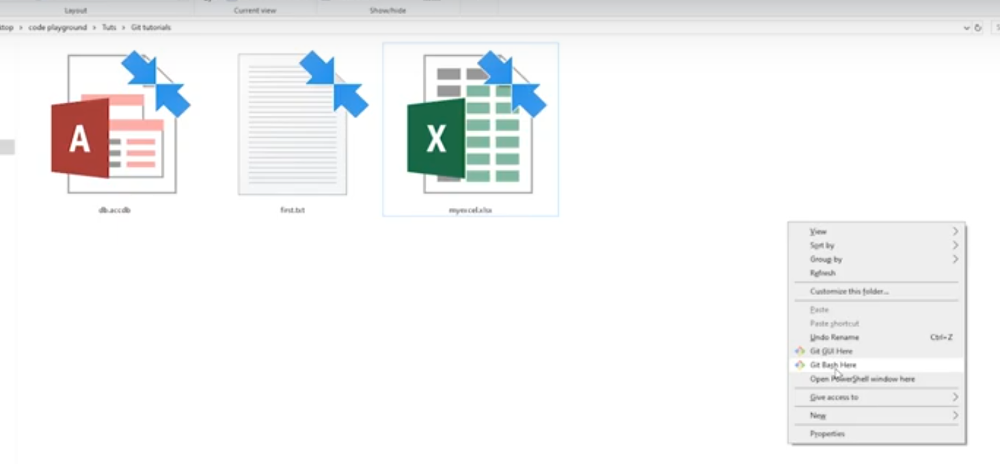 Layout
Current view
Show/hide
top > code playground > Tuts > Git tutorials
A
X
db.accdb
first.txt
myexcel.xlsx
View
Sort by
Group by
Refresh
Customize this folder...
Paste
Paste shortcut
Undo Rename Ctrl+Z
Git GUI Here
Git Bash Here
Open PowerShell window here
Give access to
New
Properties